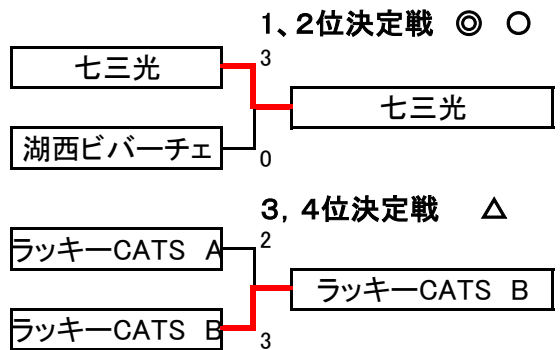 1、2位決定戦 ◎ ○
七三光
3
七三光
湖西ビバーチェ
0
3，4位決定戦 △
ラッキーCATS A
2
ラッキーCATS B
ラッキーCATS B
3